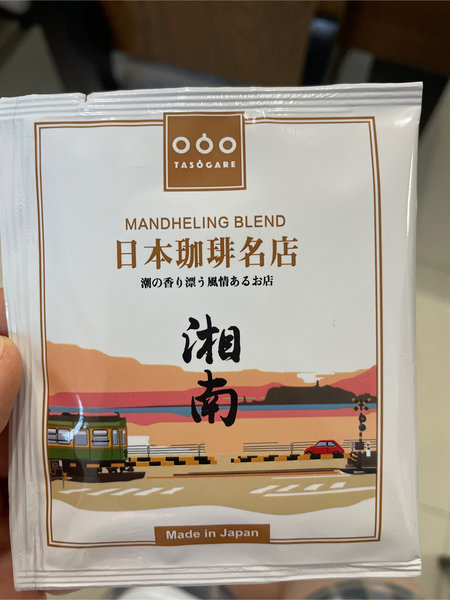 TASOGARE
MANDHELING BLEND
日本珈琲名店
潮の香り漂う風情あるお店
湘南
Made in Japan